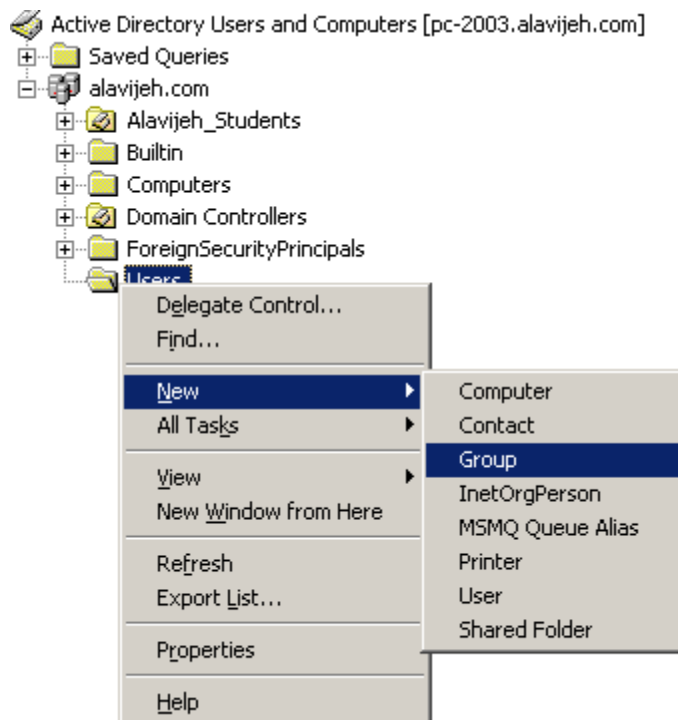 Active Directory Users and Computers [pc-2003.alavijeh.com]
Saved Queries
alavijeh.com
Alavijeh_Students
Builtin
Computers
Domain Controllers
ForeignSecurityPrincipals
Users
Delegate Control...
Find...
New
All Tasks
View
New Window from Here
Refresh
Export List...
Properties
Help
Computer
Contact
Group
InetOrgPerson
MSMQ Queue Alias
Printer
User
Shared Folder